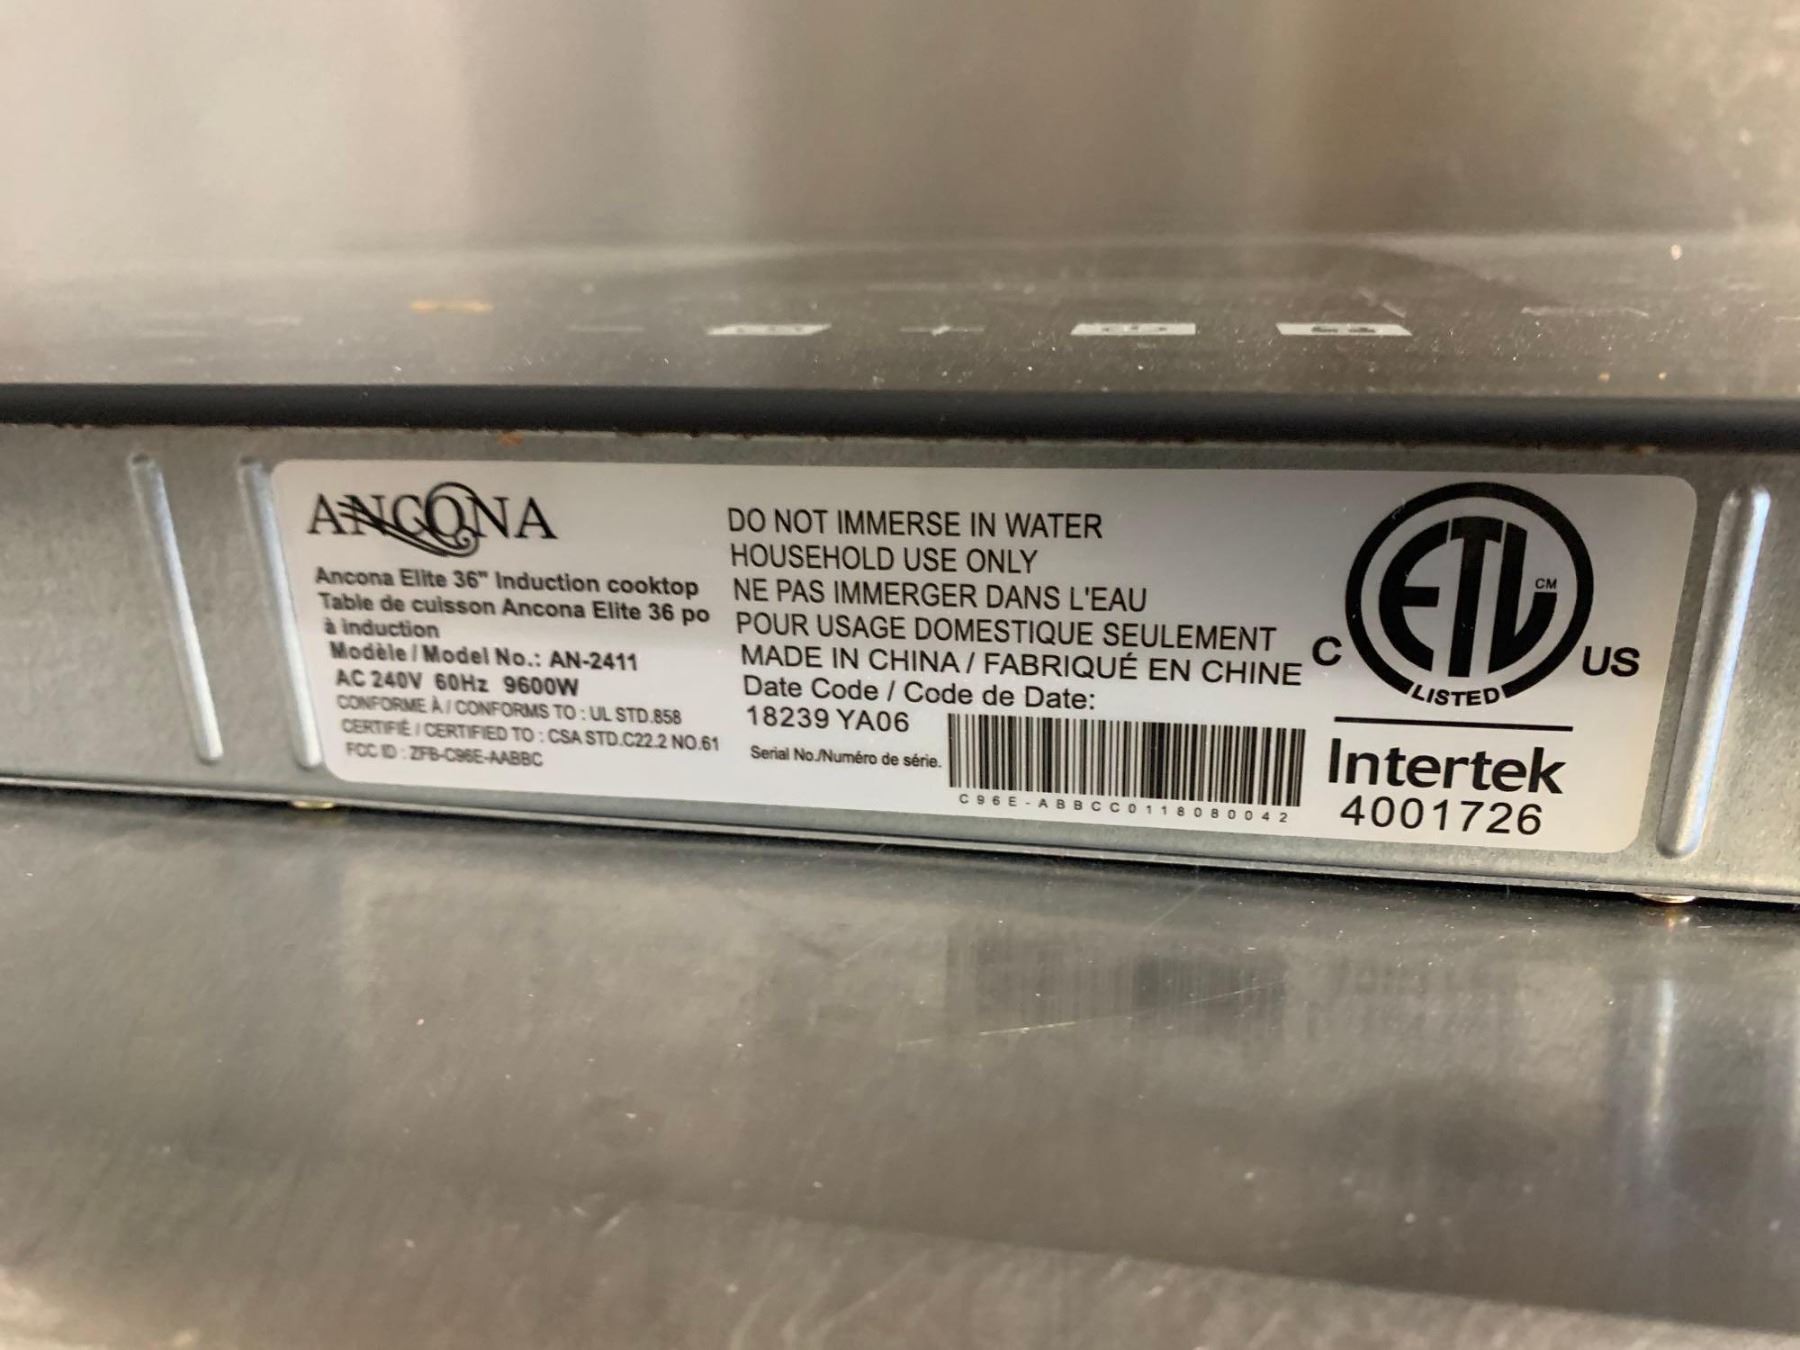 ANCONA
Ancona Elite 36" Induction cooktop
Table de cuisson Ancona Elite 36 po
à induction
Modèle / Model No.: AN-2411
AC 240V 60Hz 9600W
CONFORME À / CONFORMS TO : UL STD.858
CERTIFIÉ / CERTIFIED TO : CSA STD.C22.2 NO.61
FCC ID : ZFB-C96E-AABBC
DO NOT IMMERSE IN WATER
HOUSEHOLD USE ONLY
NE PAS IMMERGER DANS L'EAU
POUR USAGE DOMESTIQUE SEULEMENT
MADE IN CHINA / FABRIQUÉ EN CHINE
Date Code / Code de Date:
18239 YA06
Serial No./Numéro de série.
C96E-ABBCC0118080042
ETL CM
C US
LISTED
Intertek
4001726